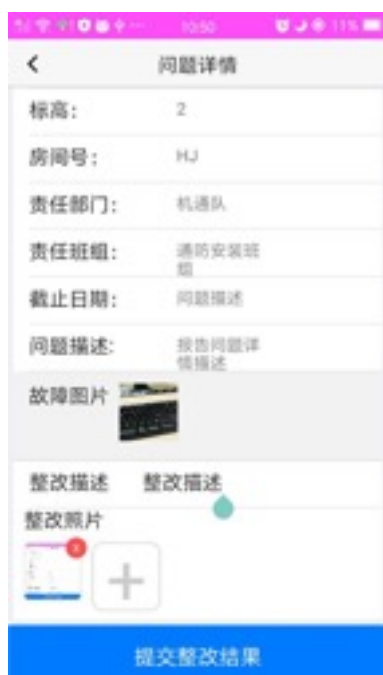 10:50
11%
问题详情
标高： 2
房间号： HJ
责任部门： 机通队
责任班组： 通防安装班
组
截止日期： 问题描述
问题描述: 报告问题详
情描述
故障图片
整改描述 整改描述
整改照片
提交整改结果